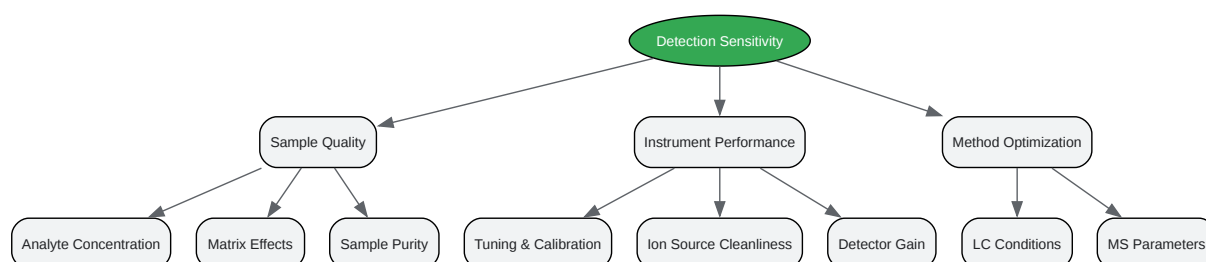 Detection Sensitivity
Sample Quality
Instrument Performance
Method Optimization
Analyte Concentration
Matrix Effects
Sample Purity
Tuning & Calibration
Ion Source Cleanliness
Detector Gain
LC Conditions
MS Parameters